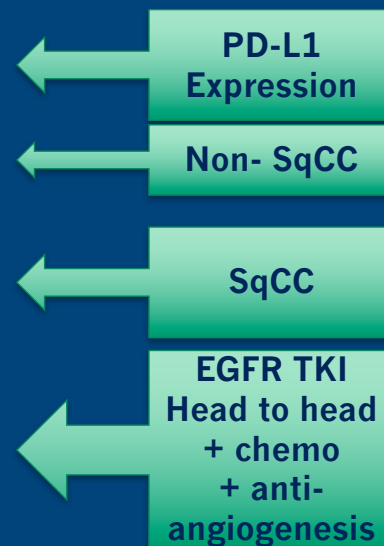 PD-L1
Expression
Non- SqCC
SqCC
EGFR TKI
Head to head
+ chemo
+ anti-
angiogenesis